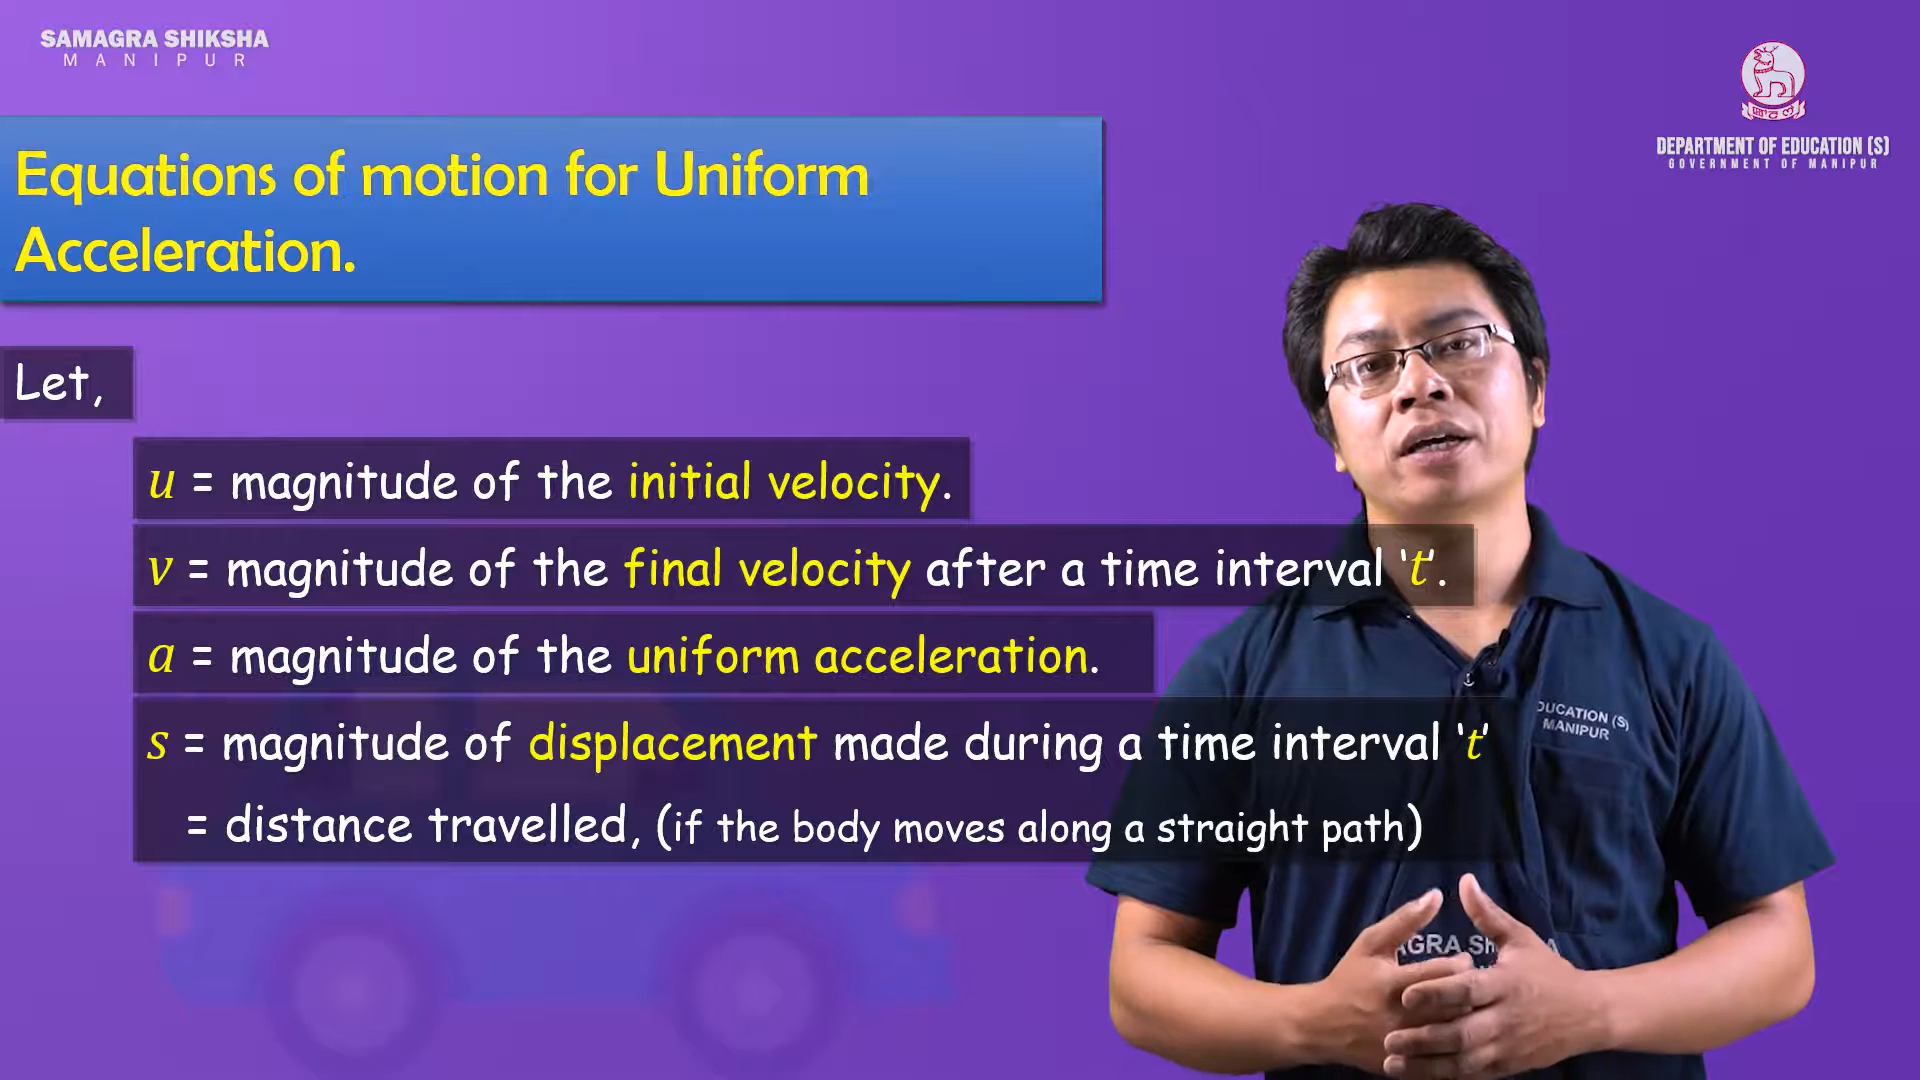 SAMAGRA SHIKSHA
MANIPUR
DEPARTMENT OF EDUCATION (S)
GOVERNMENT OF MANIPUR
Equations of motion for Uniform
Acceleration.
Let,
u = magnitude of the initial velocity.
v = magnitude of the final velocity after a time interval ‘t’.
a = magnitude of the uniform acceleration.
s = magnitude of displacement made during a time interval ‘t’
= distance travelled, (if the body moves along a straight path)
DUCATION (S)
MANIPUR